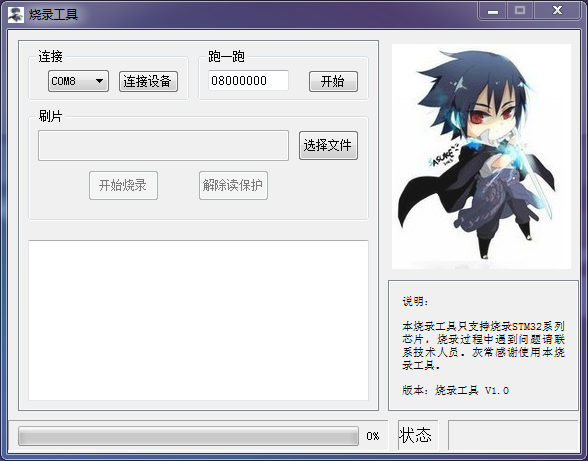 烧录工具
连接
COM8
连接设备
跑一跑
08000000
开始
刷片
选择文件
开始烧录
解除读保护
SASUKE
说明:
本烧录工具只支持烧录STM32系列
芯片，烧录过程中遇到问题请联
系技术人员。灰常感谢使用本烧
录工具。
版本: 烧录工具 V1.0
0%
状态